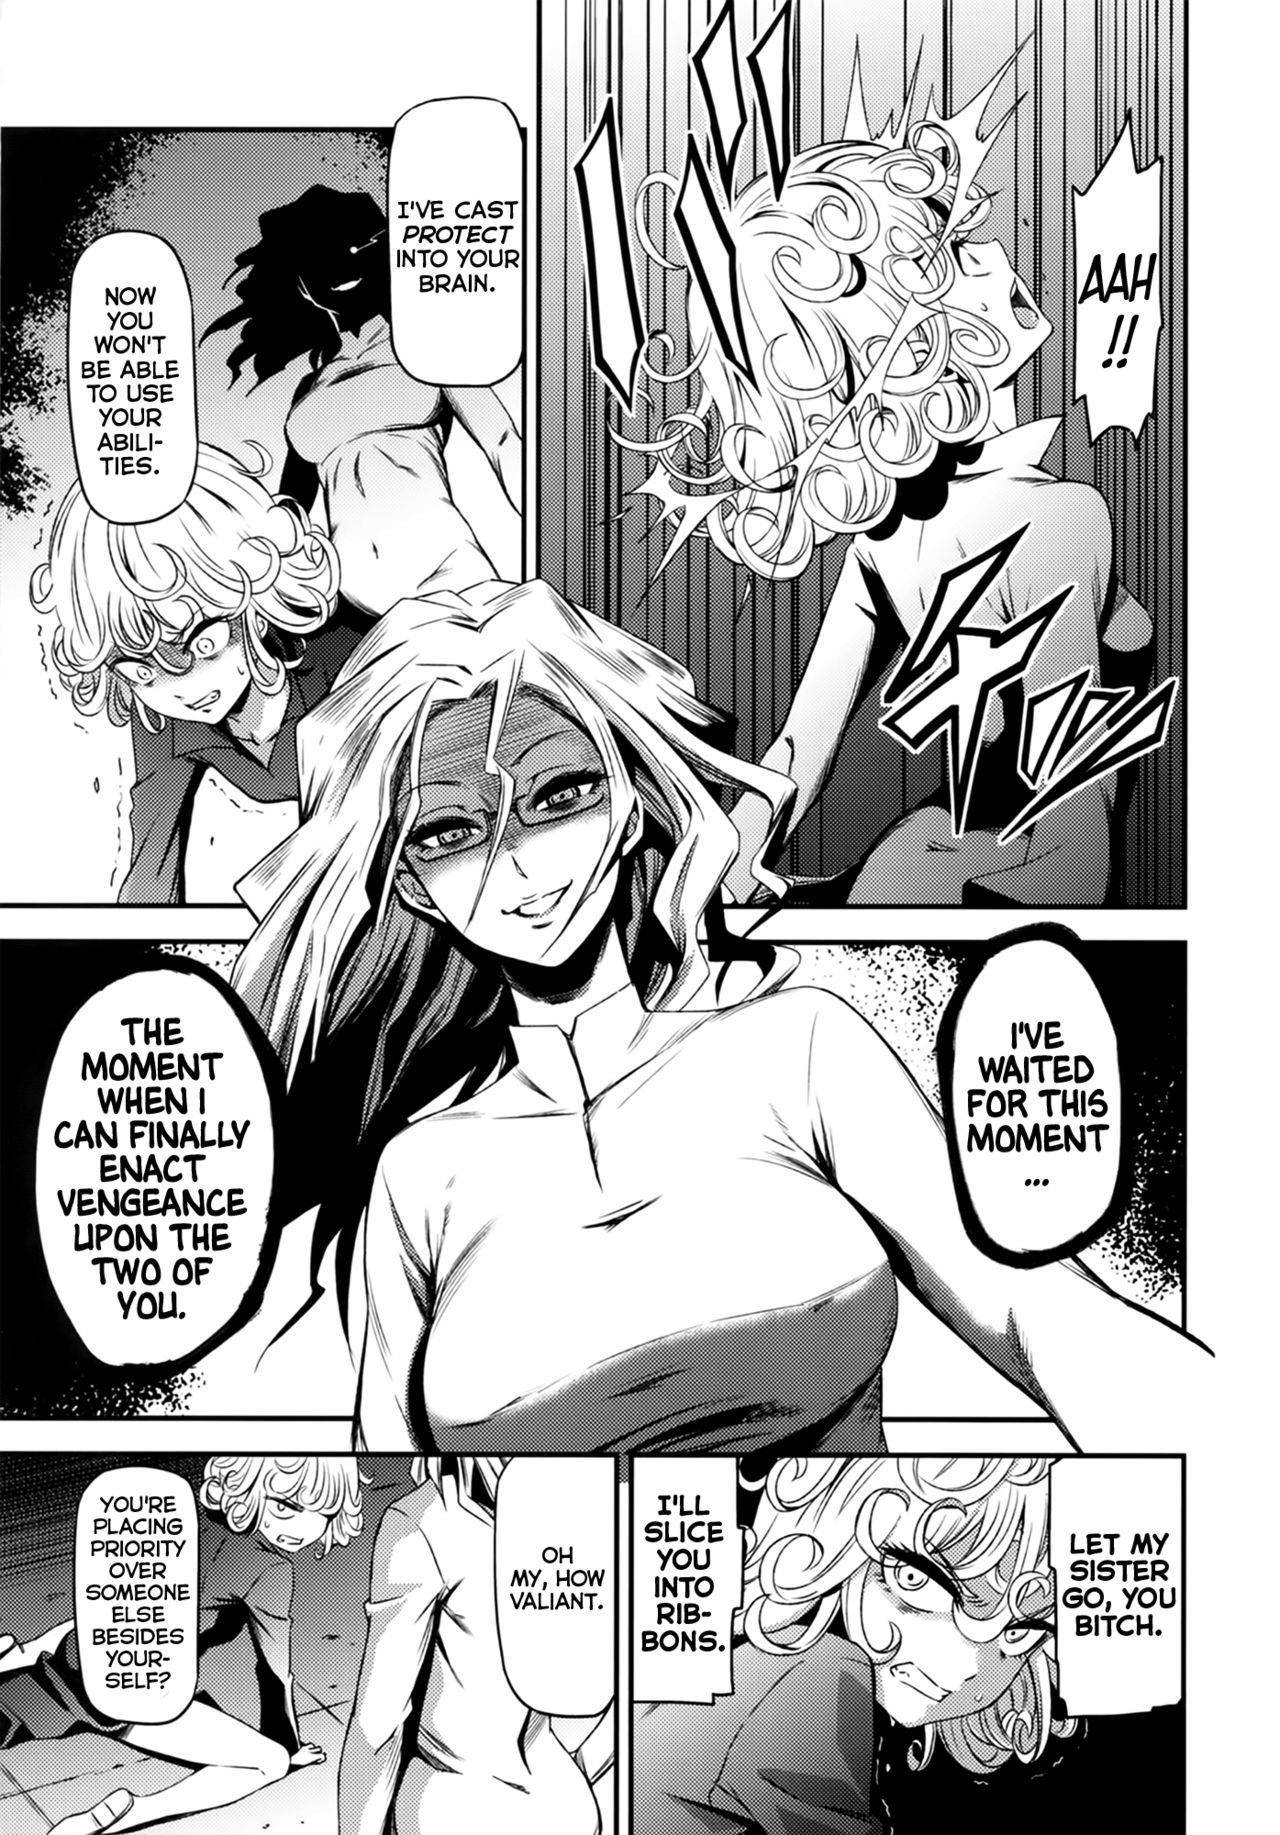 AAH
!!
I'VE CAST
PROTECT
INTO YOUR
BRAIN.
NOW
YOU
WON'T
BE ABLE
TO USE
YOUR
ABILI-
TIES.
I'VE
WAITED
FOR THIS
MOMENT
...
THE
MOMENT
WHEN I
CAN FINALLY
ENACT
VENGEANCE
UPON THE
TWO OF
YOU.
LET MY
SISTER
GO, YOU
BITCH.
I'LL
SLICE
YOU
INTO
RIB-
BONS.
OH
MY, HOW
VALIANT.
YOU'RE
PLACING
PRIORITY
OVER
SOMEONE
ELSE
BESIDES
YOUR-
SELF?